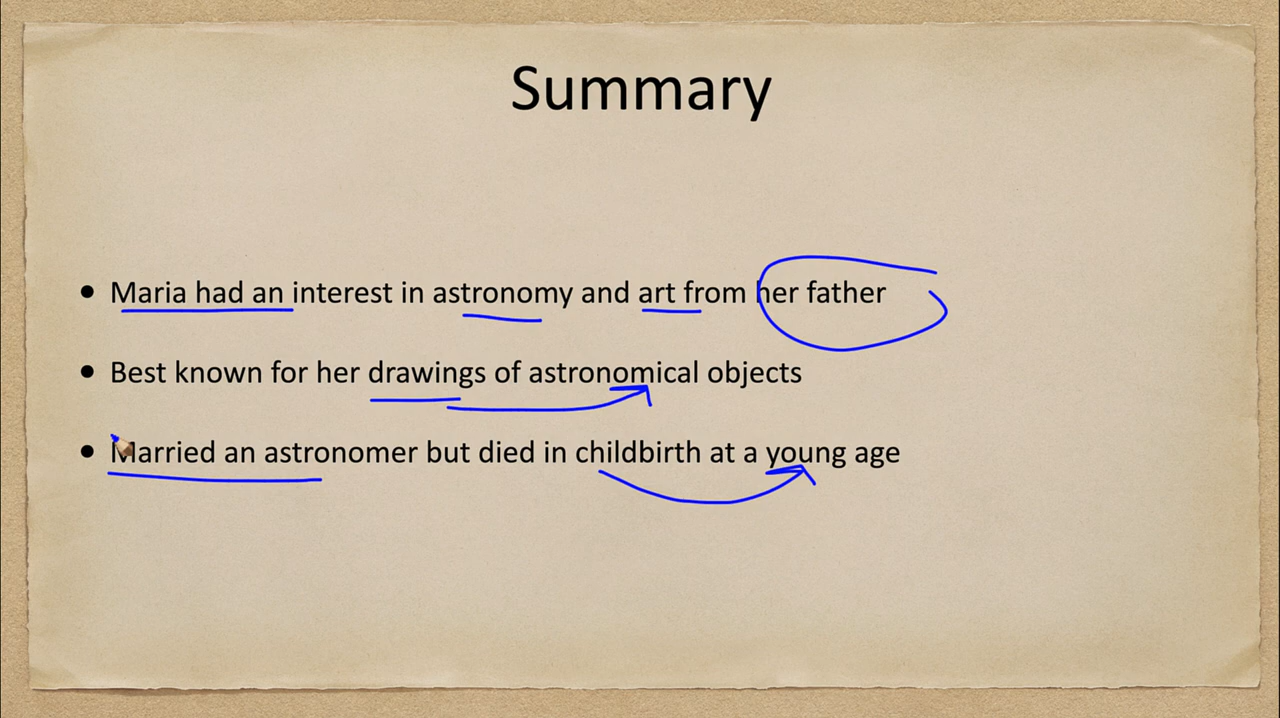 Summary
• Maria had an interest in astronomy and art from her father
• Best known for her drawings of astronomical objects
• Married an astronomer but died in childbirth at a young age